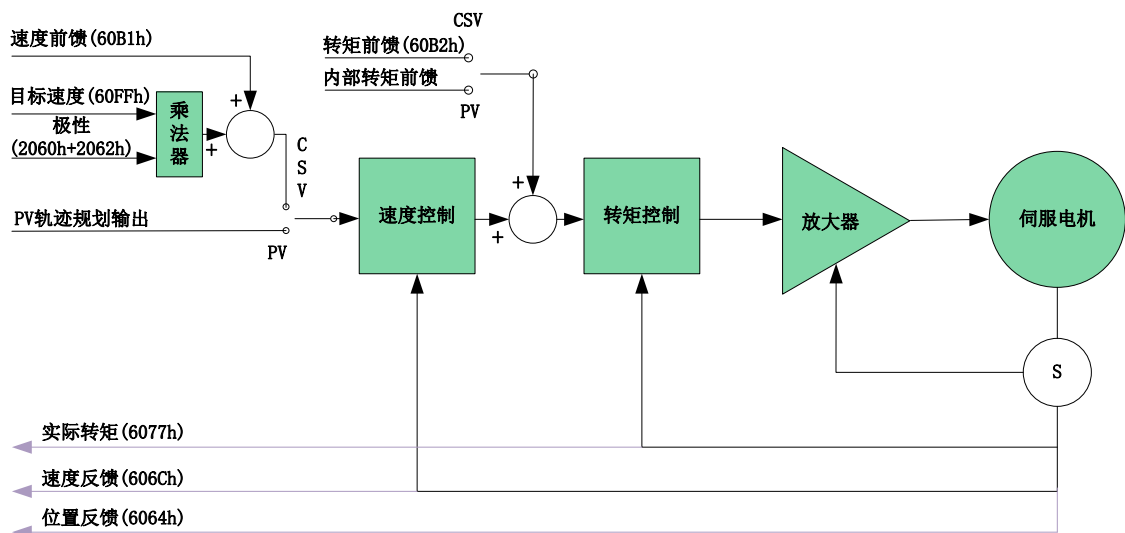 CSV
速度前馈(60B1h)
转矩前馈(60B2h)
内部转矩前馈
目标速度(60FFh)
极性
(2060h+2062h)
乘
法
器
+
+
PV
C
S
V
PV轨迹规划输出
PV
速度控制
+
+
转矩控制
放大器
伺服电机
S
实际转矩(6077h)
速度反馈(606Ch)
位置反馈(6064h)